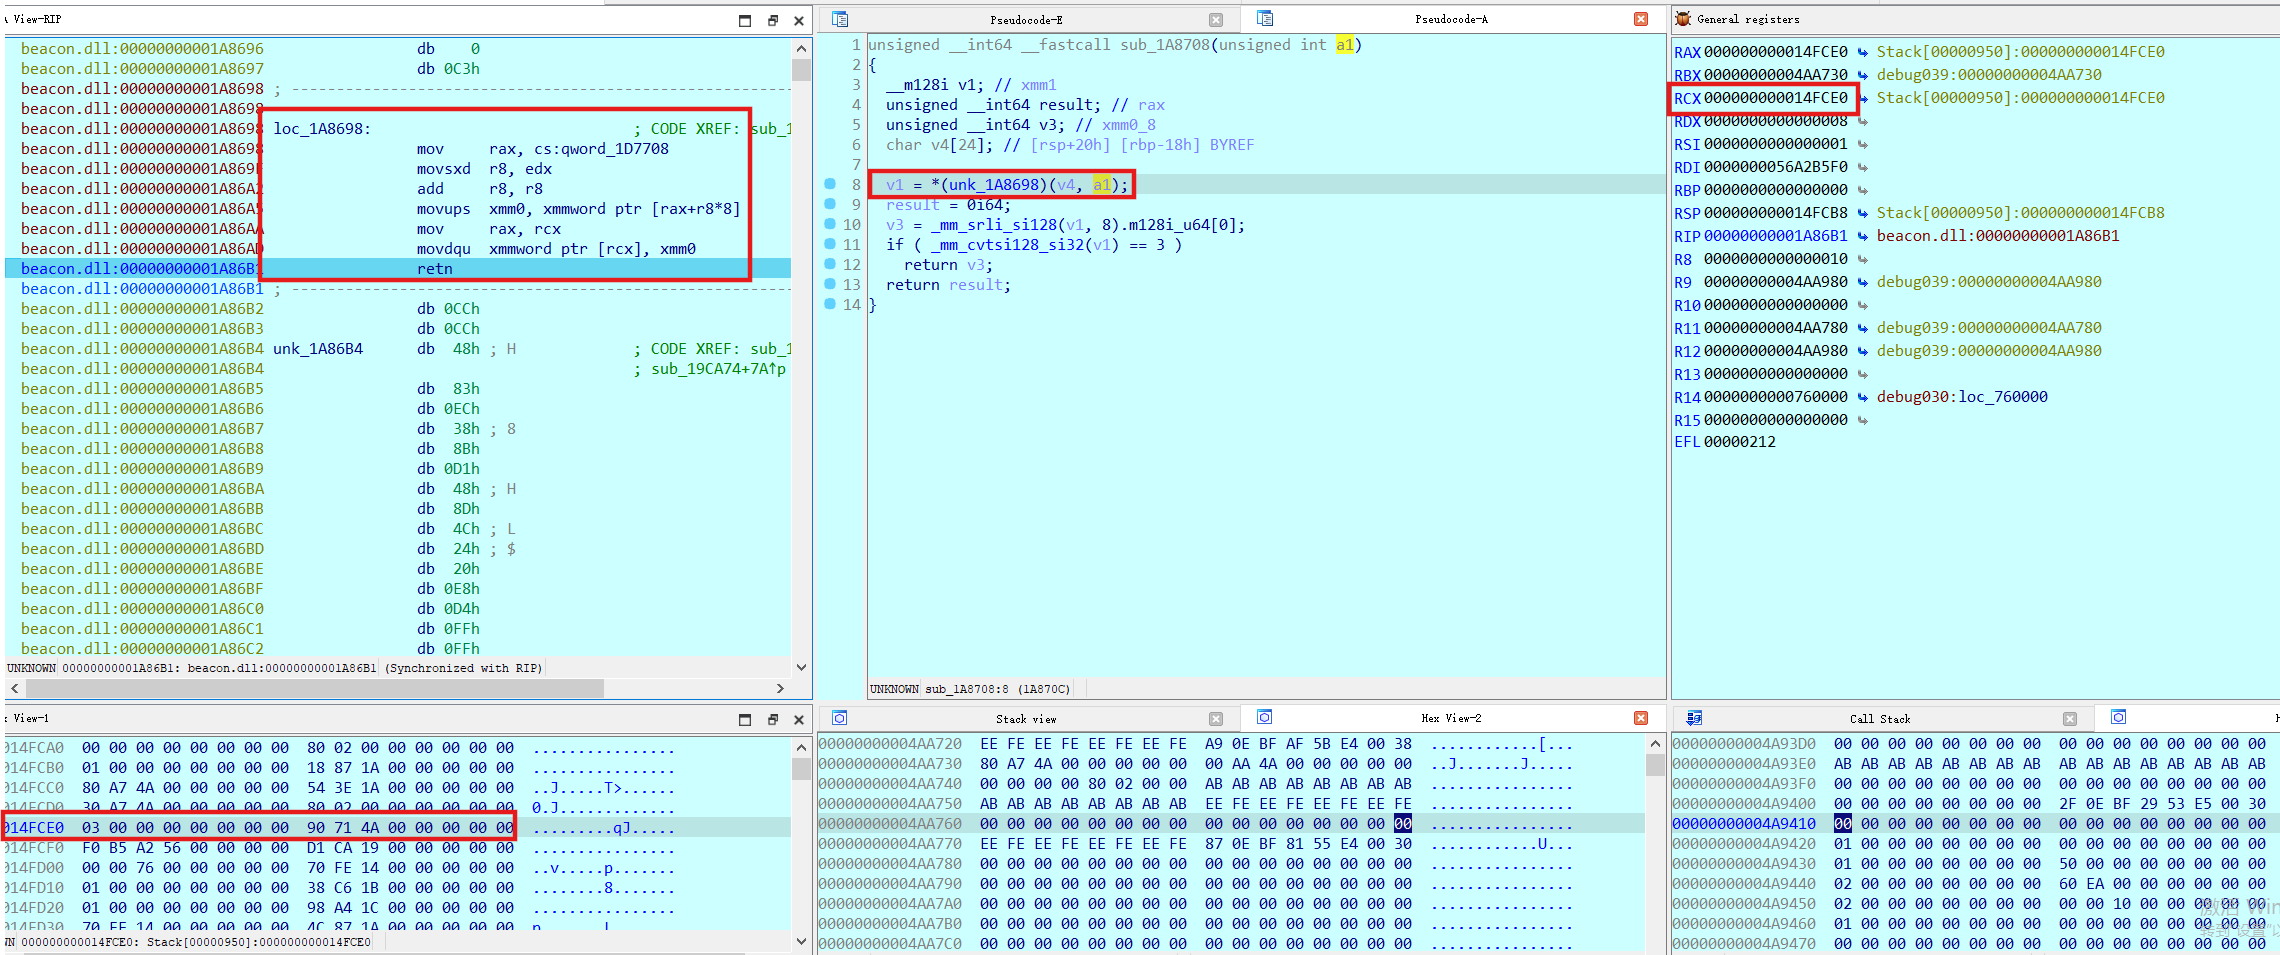 A View-RIP
beacon.dll:00000000001A8696 db 0
beacon.dll:00000000001A8697 db 0C3h
beacon.dll:00000000001A8698 ; ---------------------------------------------------------
beacon.dll:00000000001A8698
beacon.dll:00000000001A8698 loc_1A8698: ; CODE XREF: sub_1
beacon.dll:00000000001A8698 mov rax, cs:qword_1D7708
beacon.dll:00000000001A869F movsxd r8, edx
beacon.dll:00000000001A86A2 add r8, r8
beacon.dll:00000000001A86A5 movups xmm0, xmmword ptr [rax+r8*8]
beacon.dll:00000000001A86AA mov rax, rcx
beacon.dll:00000000001A86AD movdqu xmmword ptr [rcx], xmm0
beacon.dll:00000000001A86B1 retn
beacon.dll:00000000001A86B1 ; ---------------------------------------------------------
beacon.dll:00000000001A86B2 db 0CCh
beacon.dll:00000000001A86B3 db 0CCh
beacon.dll:00000000001A86B4 unk_1A86B4 db 48h ; H ; CODE XREF: sub_1
beacon.dll:00000000001A86B4 ; sub_19CA74+7A↑p
beacon.dll:00000000001A86B5 db 83h
beacon.dll:00000000001A86B6 db 0ECh
beacon.dll:00000000001A86B7 db 38h ; 8
beacon.dll:00000000001A86B8 db 8Bh
beacon.dll:00000000001A86B9 db 0D1h
beacon.dll:00000000001A86BA db 48h ; H
beacon.dll:00000000001A86BB db 8Dh
beacon.dll:00000000001A86BC db 4Ch ; L
beacon.dll:00000000001A86BD db 24h ; $
beacon.dll:00000000001A86BE db 20h
beacon.dll:00000000001A86BF db 0E8h
beacon.dll:00000000001A86C0 db 0D4h
beacon.dll:00000000001A86C1 db 0FFh
beacon.dll:00000000001A86C2 db 0FFh
UNKNOWN 00000000001A86B1: beacon.dll:00000000001A86B1 (Synchronized with RIP)
Pseudocode-E
Pseudocode-A
1 unsigned __int64 __fastcall sub_1A8708(unsigned int a1)
2 {
3 __m128i v1; // xmm1
4 unsigned __int64 result; // rax
5 unsigned __int64 v3; // xmm0_8
6 char v4[24]; // [rsp+20h] [rbp-18h] BYREF
7
8 v1 = *(unk_1A8698)(v4, a1);
9 result = 0i64;
10 v3 = _mm_srli_si128(v1, 8).m128i_u64[0];
11 if ( _mm_cvtsi128_si32(v1) == 3 )
12 return v3;
13 return result;
14 }
UNKNOWN sub_1A8708:8 (1A870C)
General registers
RAX 000000000014FCE0 Stack[00000950]:000000000014FCE0
RBX 00000000004AA730 debug039:00000000004AA730
RCX 000000000014FCE0 Stack[00000950]:000000000014FCE0
RDX 0000000000000008
RSI 0000000000000001
RDI 0000000056A2B5F0
RBP 0000000000000000
RSP 000000000014FCB8 Stack[00000950]:000000000014FCB8
RIP 00000000001A86B1 beacon.dll:00000000001A86B1
R8 0000000000000010
R9 00000000004AA980 debug039:00000000004AA980
R10 0000000000000000
R11 00000000004AA780 debug039:00000000004AA780
R12 00000000004AA980 debug039:00000000004AA980
R13 0000000000000000
R14 0000000000760000 debug030:loc_760000
R15 0000000000000000
EFL 00000212
View-1
014FCA0 00 00 00 00 00 00 00 00 80 02 00 00 00 00 00 00 ................
014FCB0 01 00 00 00 00 00 00 00 18 87 1A 00 00 00 00 00 ................
014FCC0 80 A7 4A 00 00 00 00 00 54 3E 1A 00 00 00 00 00 ..J.....T>......
014FCD0 30 A7 4A 00 00 00 00 00 80 02 00 00 00 00 00 00 0.J.............
014FCE0 03 00 00 00 00 00 00 00 90 71 4A 00 00 00 00 00 .........qJ.....
014FCF0 F0 B5 A2 56 00 00 00 00 D1 CA 19 00 00 00 00 00
014FD00 00 00 76 00 00 00 00 00 70 FE 14 00 00 00 00 00 ..v.....p.......
014FD10 01 00 00 00 00 00 00 00 38 C6 1B 00 00 00 00 00 ........8.......
014FD20 01 00 00 00 00 00 00 00 98 A4 1C 00 00 00 00 00 ................
014FD30 70 FE 14 00 00 00 00 00 4C 87 1A 00 00 00 00 00 p.......L.......
000000000014FCE0: Stack[00000950]:000000000014FCE0
Stack view
Hex View-2
00000000004AA720 EE FE EE FE EE FE EE FE A9 0E BF AF 5B E4 00 38 ............[...
00000000004AA730 80 A7 4A 00 00 00 00 00 00 AA 4A 00 00 00 00 00 ..J.......J.....
00000000004AA740 00 00 00 00 80 02 00 00 AB AB AB AB AB AB AB AB ................
00000000004AA750 AB AB AB AB AB AB AB AB EE FE EE FE EE FE EE FE ................
00000000004AA760 00 00 00 00 00 00 00 00 00 00 00 00 00 00 00 00 ................
00000000004AA770 EE FE EE FE EE FE EE FE 87 0E BF 81 55 E4 00 30 ............U...
00000000004AA780 00 00 00 00 00 00 00 00 00 00 00 00 00 00 00 00 ................
00000000004AA790 00 00 00 00 00 00 00 00 00 00 00 00 00 00 00 00 ................
00000000004AA7A0 00 00 00 00 00 00 00 00 00 00 00 00 00 00 00 00 ................
00000000004AA7B0 00 00 00 00 00 00 00 00 00 00 00 00 00 00 00 00 ................
00000000004AA7C0 00 00 00 00 00 00 00 00 00 00 00 00 00 00 00 00 ................
Call Stack
00000000004A93D0 00 00 00 00 00 00 00 00 00 00 00 00 00 00 00 00
00000000004A93E0 AB AB AB AB AB AB AB AB AB AB AB AB AB AB AB AB
00000000004A93F0 00 00 00 00 00 00 00 00 00 00 00 00 00 00 00 00
00000000004A9400 00 00 00 00 00 00 00 00 2F 0E BF 29 53 E5 00 30
00000000004A9410 00 00 00 00 00 00 00 00 00 00 00 00 00 00 00 00
00000000004A9420 01 00 00 00 00 00 00 00 00 00 00 00 00 00 00 00
00000000004A9430 01 00 00 00 00 00 00 00 50 00 00 00 00 00 00 00
00000000004A9440 02 00 00 00 00 00 00 00 60 EA 00 00 00 00 00 00
00000000004A9450 02 00 00 00 00 00 00 00 00 00 10 00 00 00 00 00
00000000004A9460 01 00 00 00 00 00 00 00 00 00 00 00 00 00 00 00
00000000004A9470 00 00 00 00 00 00 00 00 00 00 00 00 00 00 00 00
激活 Win
转到"设置"以